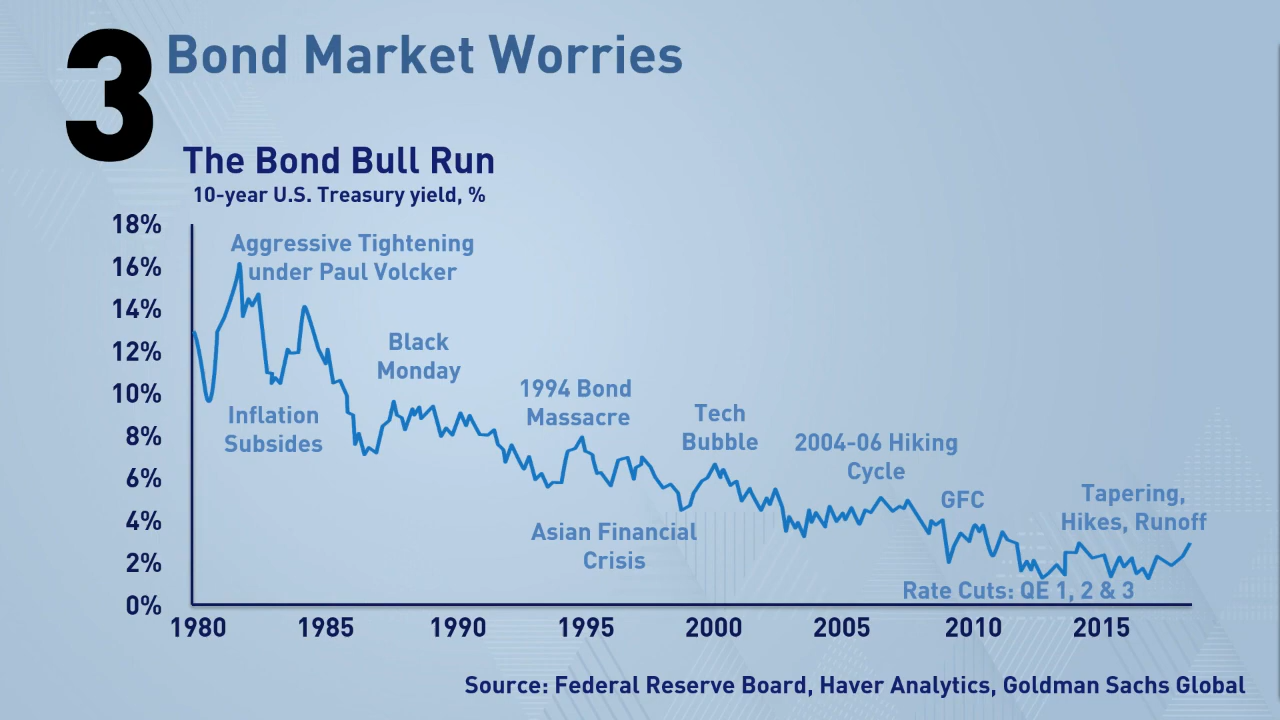 3 Bond Market Worries
The Bond Bull Run
10-year U.S. Treasury yield, %
18%
16%
14%
12%
10%
8%
6%
4%
2%
0%
Aggressive Tightening
under Paul Volcker
Inflation
Subsides
Black
Monday
1994 Bond
Massacre
Asian Financial
Crisis
Tech
Bubble
2004-06 Hiking
Cycle
GFC
Tapering,
Hikes, Runoff
Rate Cuts: QE 1, 2 & 3
1980 1985 1990 1995 2000 2005 2010 2015
Source: Federal Reserve Board, Haver Analytics, Goldman Sachs Global